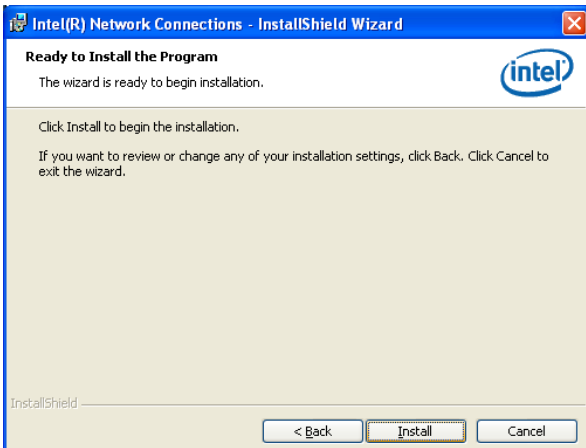 Intel(R) Network Connections - InstallShield Wizard
Ready to Install the Program
The wizard is ready to begin installation.
intel
Click Install to begin the installation.
If you want to review or change any of your installation settings, click Back. Click Cancel to
exit the wizard.
InstallShield
< Back
Install
Cancel